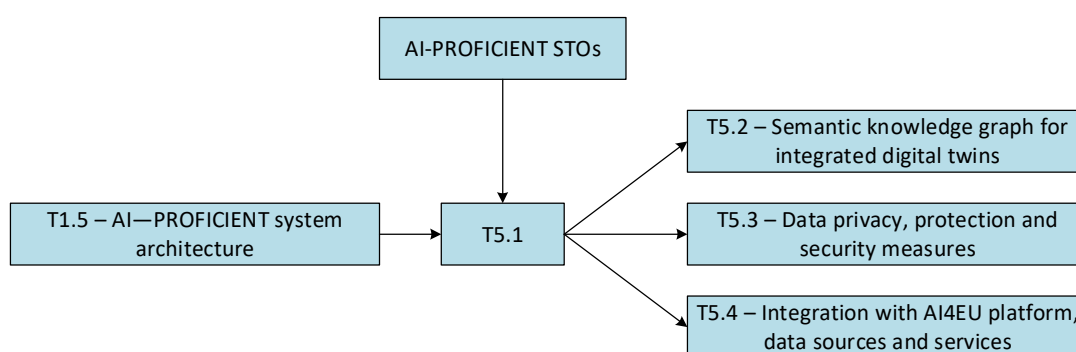 AI-PROFICIENT STOs
T5.2 – Semantic knowledge graph for
integrated digital twins
T1.5 – AI—PROFICIENT system
architecture
T5.1
T5.3 – Data privacy, protection and
security measures
T5.4 – Integration with AI4EU platform,
data sources and services